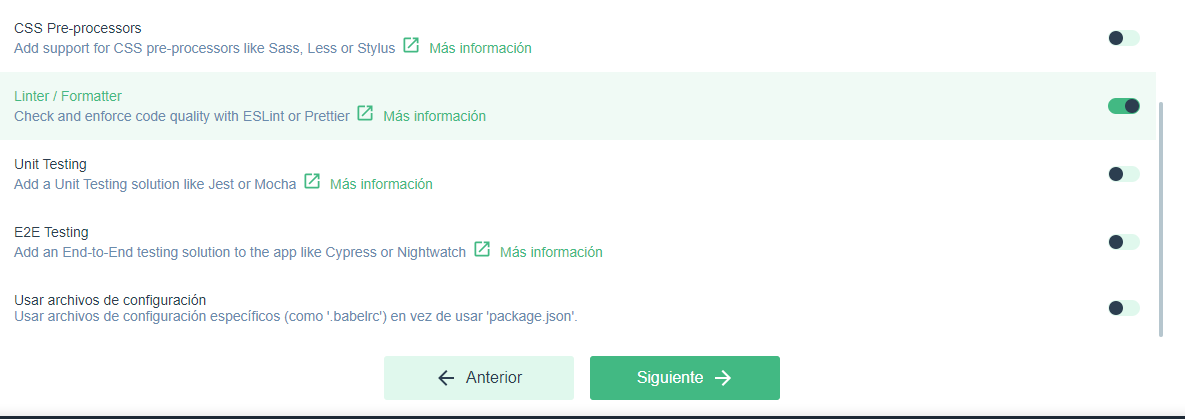 CSS Pre-processors
Add support for CSS pre-processors like Sass, Less or Stylus Más información
Linter / Formatter
Check and enforce code quality with ESLint or Prettier Más información
Unit Testing
Add a Unit Testing solution like Jest or Mocha Más información
E2E Testing
Add an End-to-End testing solution to the app like Cypress or Nightwatch Más información
Usar archivos de configuración
Usar archivos de configuración específicos (como '.babelrc') en vez de usar 'package.json'.
Anterior Siguiente